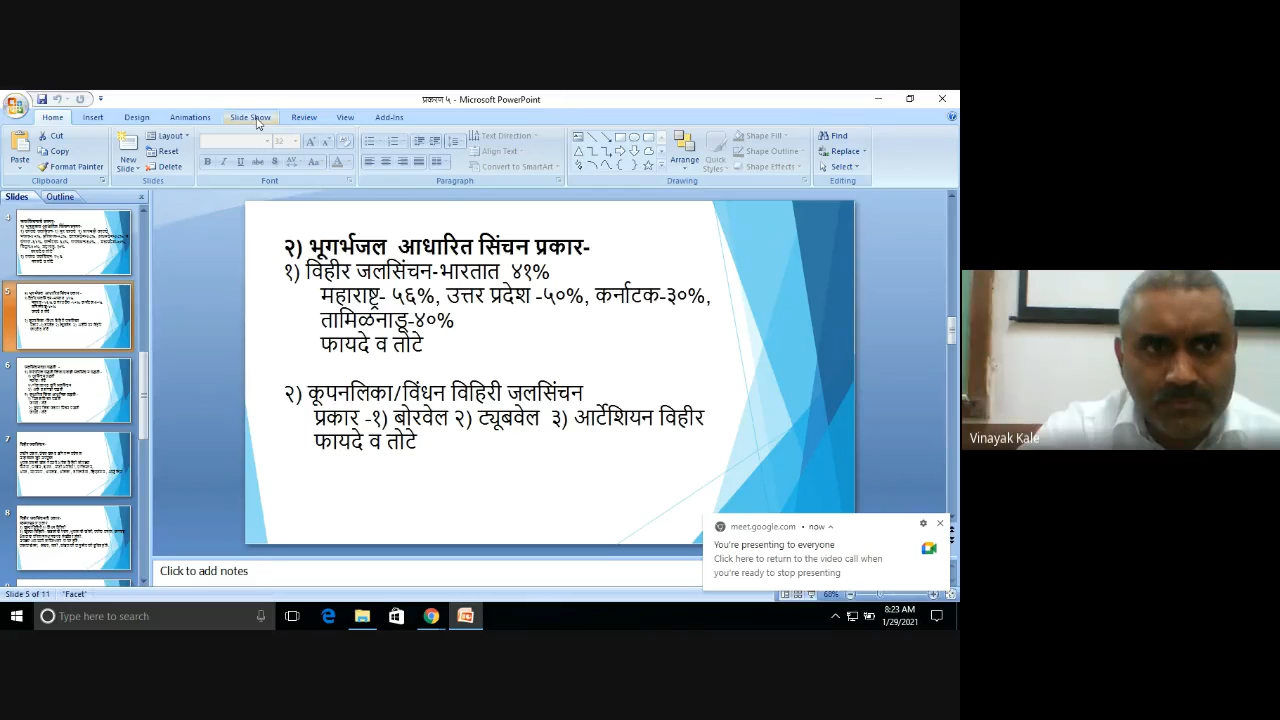 प्रकरण ५ - Microsoft PowerPoint
Home Insert Design Animations Slide Show Review View Add-Ins
Cut
Copy
Format Painter
Paste
Clipboard
New
Slide
Layout
Reset
Delete
Slides
32
Font
Paragraph
Text Direction
Align Text
Convert to SmartArt
Arrange
Quick
Styles
Shape Fill
Shape Outline
Shape Effects
Drawing
Find
Replace
Select
Editing
Slides Outline
4
5
6
7
8
२) भूगर्भजल आधारित सिंचन प्रकार-
१) विहीर जलसिंचन-भारतात ४१%
महाराष्ट्र- ५६%, उत्तर प्रदेश -५०%, कर्नाटक-३०%,
तामिळनाडू-४०%
फायदे व तोटे
२) कूपनलिका/विंधन विहिरी जलसिंचन
प्रकार -१) बोरवेल २) ट्यूबवेल ३) आर्टेशियन विहीर
फायदे व तोटे
Vinayak Kale
meet.google.com • now
You're presenting to everyone
Click here to return to the video call when
you're ready to stop presenting
Click to add notes
Slide 5 of 11 "Facet" 68%
Type here to search
8:23 AM
1/29/2021